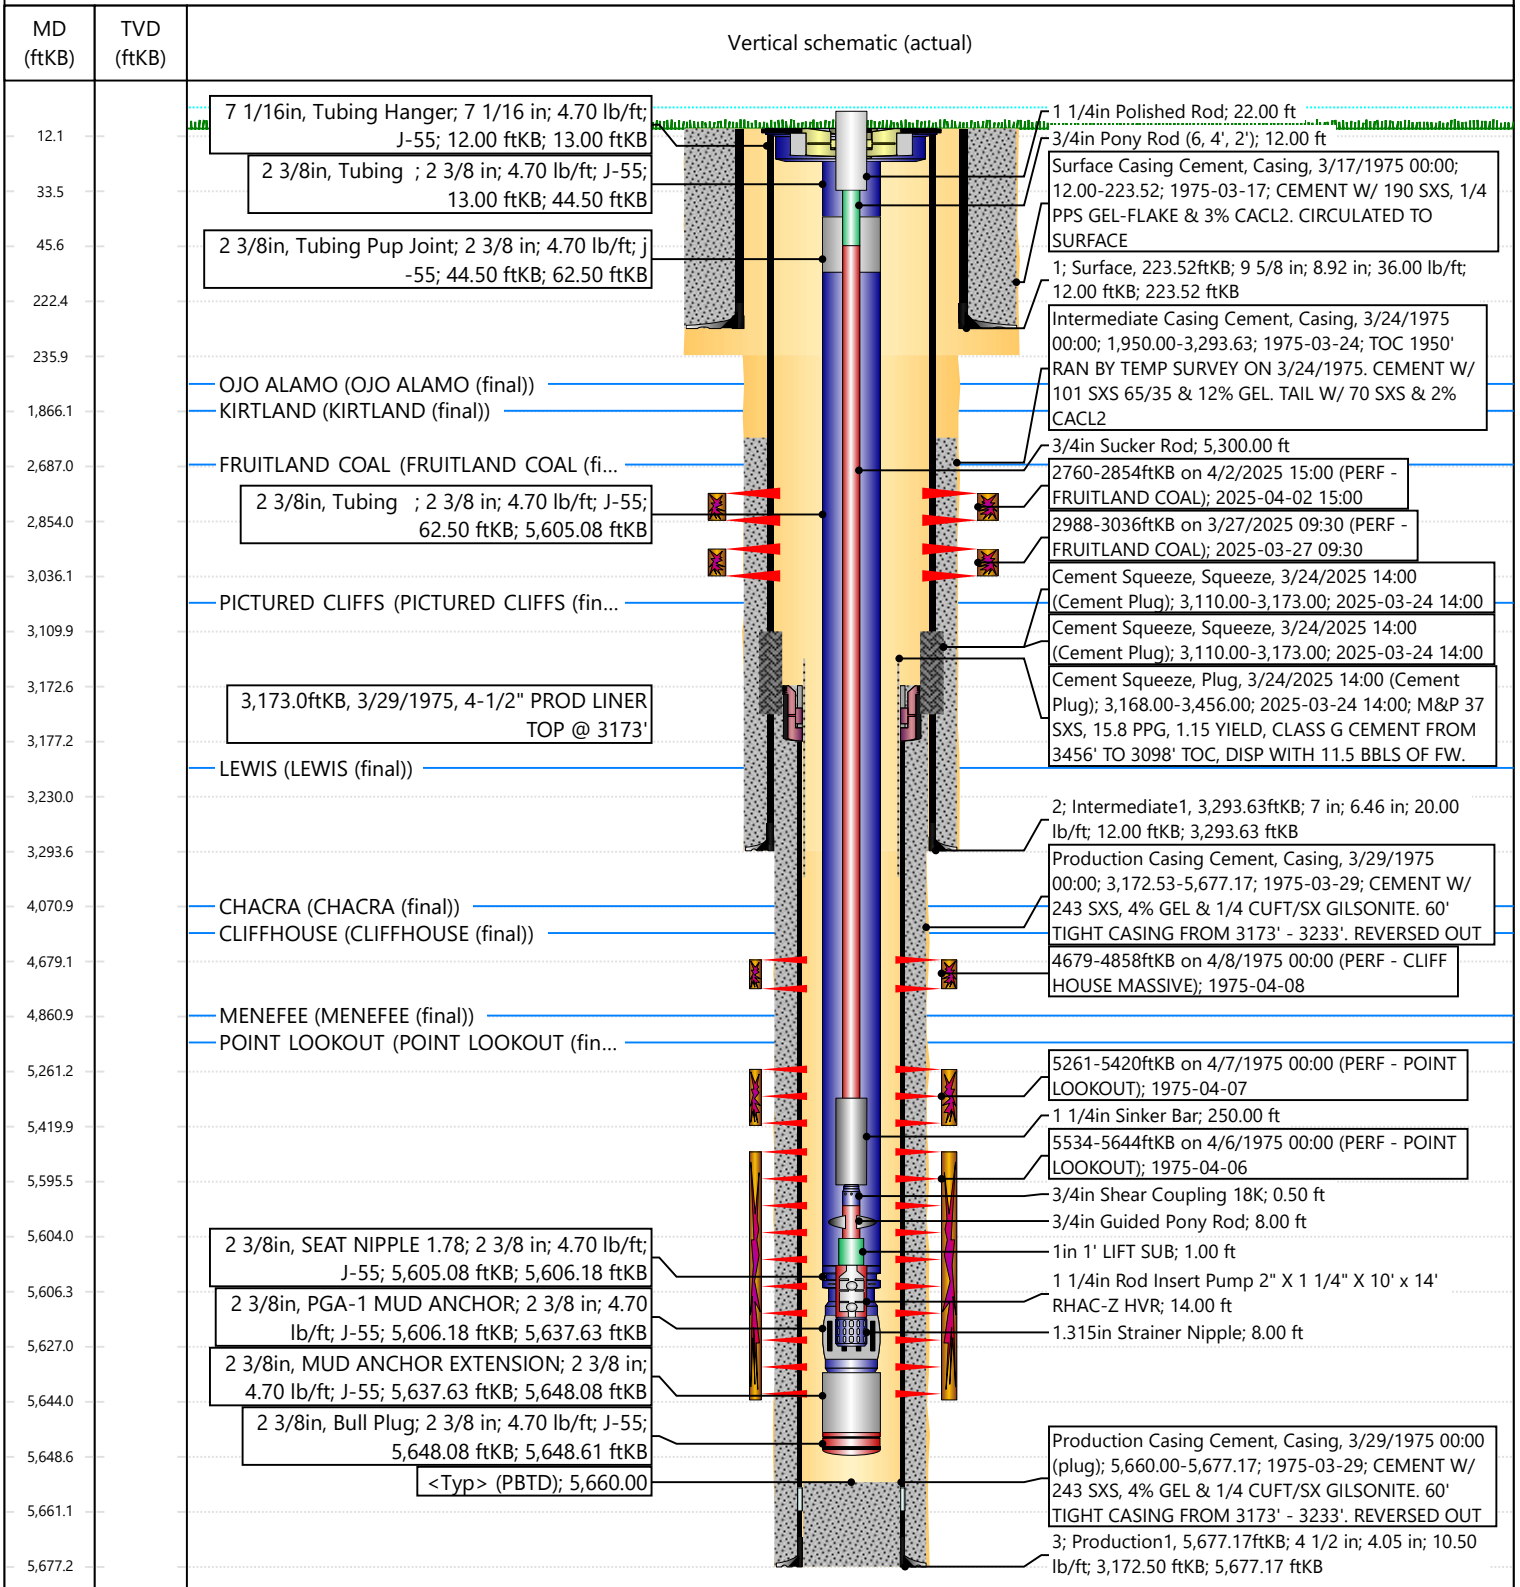 MD
(ftKB)
TVD
(ftKB)
Vertical schematic (actual)
12.1
33.5
45.6
222.4
235.9
1,866.1
2,687.0
2,854.0
3,036.1
3,109.9
3,172.6
3,177.2
3,230.0
3,293.6
4,070.9
4,679.1
4,860.9
5,261.2
5,419.9
5,595.5
5,604.0
5,606.3
5,627.0
5,644.0
5,648.6
5,661.1
5,677.2
7 1/16in, Tubing Hanger; 7 1/16 in; 4.70 lb/ft;
J-55; 12.00 ftKB; 13.00 ftKB
2 3/8in, Tubing ; 2 3/8 in; 4.70 lb/ft; J-55;
13.00 ftKB; 44.50 ftKB
2 3/8in, Tubing Pup Joint; 2 3/8 in; 4.70 lb/ft; j
-55; 44.50 ftKB; 62.50 ftKB
OJO ALAMO (OJO ALAMO (final))
KIRTLAND (KIRTLAND (final))
FRUITLAND COAL (FRUITLAND COAL (fi...
2 3/8in, Tubing ; 2 3/8 in; 4.70 lb/ft; J-55;
62.50 ftKB; 5,605.08 ftKB
PICTURED CLIFFS (PICTURED CLIFFS (fin...
3,173.0ftKB, 3/29/1975, 4-1/2" PROD LINER
TOP @ 3173'
LEWIS (LEWIS (final))
CHACRA (CHACRA (final))
CLIFFHOUSE (CLIFFHOUSE (final))
MENEFEE (MENEFEE (final))
POINT LOOKOUT (POINT LOOKOUT (fin...
2 3/8in, SEAT NIPPLE 1.78; 2 3/8 in; 4.70 lb/ft;
J-55; 5,605.08 ftKB; 5,606.18 ftKB
2 3/8in, PGA-1 MUD ANCHOR; 2 3/8 in; 4.70
lb/ft; J-55; 5,606.18 ftKB; 5,637.63 ftKB
2 3/8in, MUD ANCHOR EXTENSION; 2 3/8 in;
4.70 lb/ft; J-55; 5,637.63 ftKB; 5,648.08 ftKB
2 3/8in, Bull Plug; 2 3/8 in; 4.70 lb/ft; J-55;
5,648.08 ftKB; 5,648.61 ftKB
<Typ> (PBTD); 5,660.00
1 1/4in Polished Rod; 22.00 ft
3/4in Pony Rod (6, 4', 2'); 12.00 ft
Surface Casing Cement, Casing, 3/17/1975 00:00;
12.00-223.52; 1975-03-17; CEMENT W/ 190 SXS, 1/4
PPS GEL-FLAKE & 3% CACL2. CIRCULATED TO
SURFACE
1; Surface, 223.52ftKB; 9 5/8 in; 8.92 in; 36.00 lb/ft;
12.00 ftKB; 223.52 ftKB
Intermediate Casing Cement, Casing, 3/24/1975
00:00; 1,950.00-3,293.63; 1975-03-24; TOC 1950'
RAN BY TEMP SURVEY ON 3/24/1975. CEMENT W/
101 SXS 65/35 & 12% GEL. TAIL W/ 70 SXS & 2%
CACL2
3/4in Sucker Rod; 5,300.00 ft
2760-2854ftKB on 4/2/2025 15:00 (PERF -
FRUITLAND COAL); 2025-04-02 15:00
2988-3036ftKB on 3/27/2025 09:30 (PERF -
FRUITLAND COAL); 2025-03-27 09:30
Cement Squeeze, Squeeze, 3/24/2025 14:00
(Cement Plug); 3,110.00-3,173.00; 2025-03-24 14:00
Cement Squeeze, Squeeze, 3/24/2025 14:00
(Cement Plug); 3,110.00-3,173.00; 2025-03-24 14:00
Cement Squeeze, Plug, 3/24/2025 14:00 (Cement
Plug); 3,168.00-3,456.00; 2025-03-24 14:00; M&P 37
SXS, 15.8 PPG, 1.15 YIELD, CLASS G CEMENT FROM
3456' TO 3098' TOC, DISP WITH 11.5 BBLS OF FW.
2; Intermediate1, 3,293.63ftKB; 7 in; 6.46 in; 20.00
lb/ft; 12.00 ftKB; 3,293.63 ftKB
Production Casing Cement, Casing, 3/29/1975
00:00; 3,172.53-5,677.17; 1975-03-29; CEMENT W/
243 SXS, 4% GEL & 1/4 CUFT/SX GILSONITE. 60'
TIGHT CASING FROM 3173' - 3233'. REVERSED OUT
4679-4858ftKB on 4/8/1975 00:00 (PERF - CLIFF
HOUSE MASSIVE); 1975-04-08
5261-5420ftKB on 4/7/1975 00:00 (PERF - POINT
LOOKOUT); 1975-04-07
1 1/4in Sinker Bar; 250.00 ft
5534-5644ftKB on 4/6/1975 00:00 (PERF - POINT
LOOKOUT); 1975-04-06
3/4in Shear Coupling 18K; 0.50 ft
3/4in Guided Pony Rod; 8.00 ft
1in 1' LIFT SUB; 1.00 ft
1 1/4in Rod Insert Pump 2" X 1 1/4" X 10' x 14'
RHAC-Z HVR; 14.00 ft
1.315in Strainer Nipple; 8.00 ft
Production Casing Cement, Casing, 3/29/1975 00:00
(plug); 5,660.00-5,677.17; 1975-03-29; CEMENT W/
243 SXS, 4% GEL & 1/4 CUFT/SX GILSONITE. 60'
TIGHT CASING FROM 3173' - 3233'. REVERSED OUT
3; Production1, 5,677.17ftKB; 4 1/2 in; 4.05 in; 10.50
lb/ft; 3,172.50 ftKB; 5,677.17 ftKB